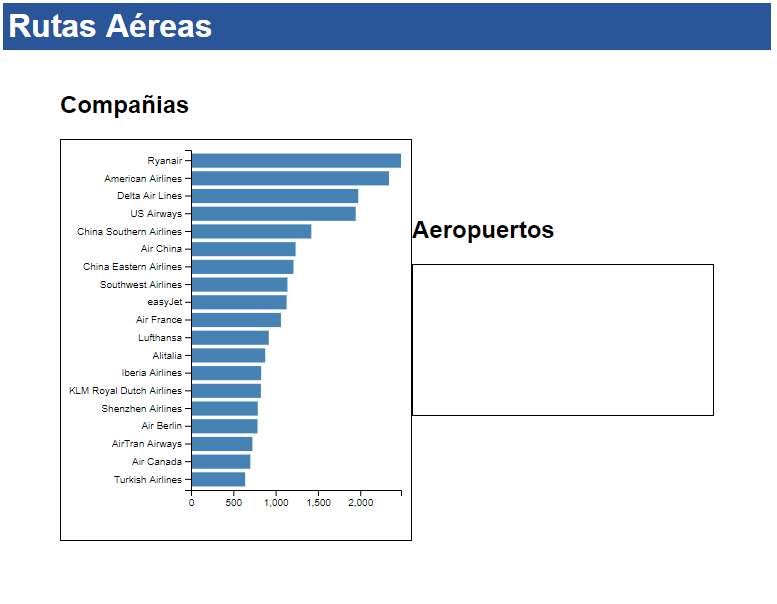 Rutas Aéreas
Compañias
Ryanair
American Airlines
Delta Air Lines
US Airways
China Southern Airlines
Air China
China Eastern Airlines
Southwest Airlines
easyJet
Air France
Lufthansa
Alitalia
Iberia Airlines
KLM Royal Dutch Airlines
Shenzhen Airlines
Air Berlin
AirTran Airways
Air Canada
Turkish Airlines
0 500 1,000 1,500 2,000
Aeropuertos